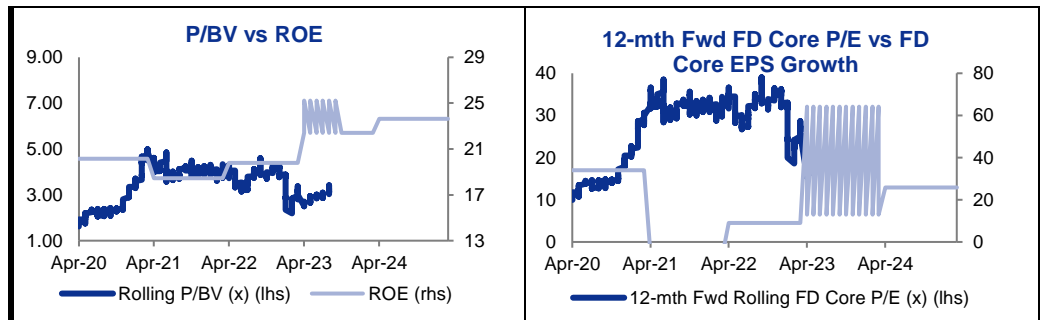 P/BV vs ROE
9.00
7.00
5.00
3.00
1.00
29
25
21
17
13
Apr-20 Apr-21 Apr-22 Apr-23 Apr-24
Rolling P/BV (x) (lhs) ROE (rhs)
12-mth Fwd FD Core P/E vs FD
Core EPS Growth
40
30
20
10
0
80
60
40
20
0
Apr-20 Apr-21 Apr-22 Apr-23 Apr-24
12-mth Fwd Rolling FD Core P/E (x) (lhs)